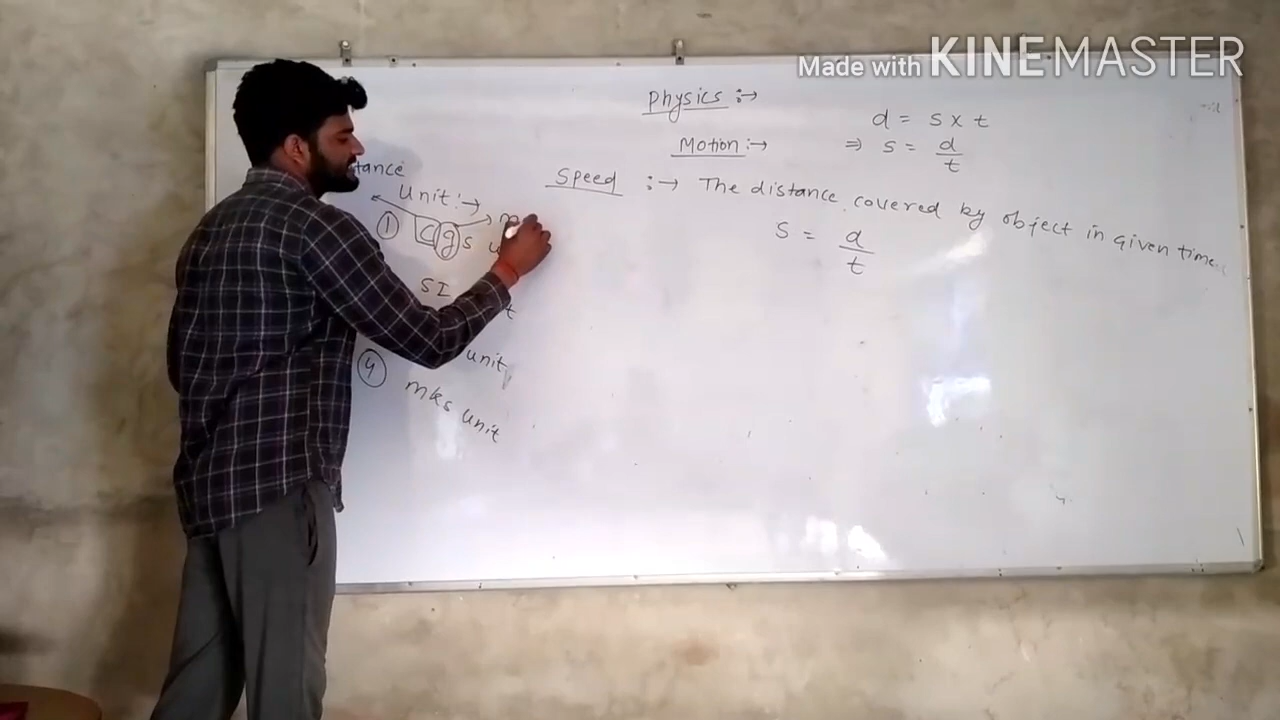 Made with KINEMASTER
Physics :→
d = s x t
Motion :→ ⇒ s = d/t
Speed :→ The distance covered by object in given time
s = d/t
Unit :→
① cgs
SI
unit
④ mks unit